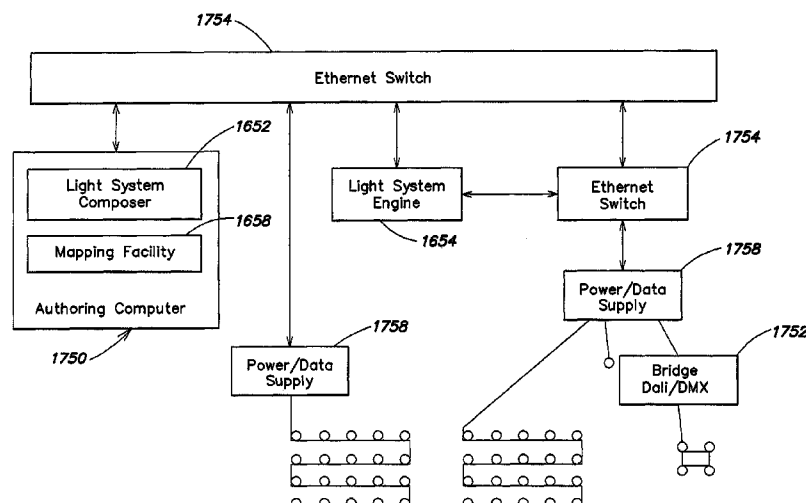 1754
Ethernet Switch
1652
Light System
Composer
1658
Mapping Facility
Authoring Computer
1750
Light System
Engine
1654
1754
Ethernet
Switch
1758
Power/Data
Supply
1758
Power/Data
Supply
1752
Bridge
Dali/DMX